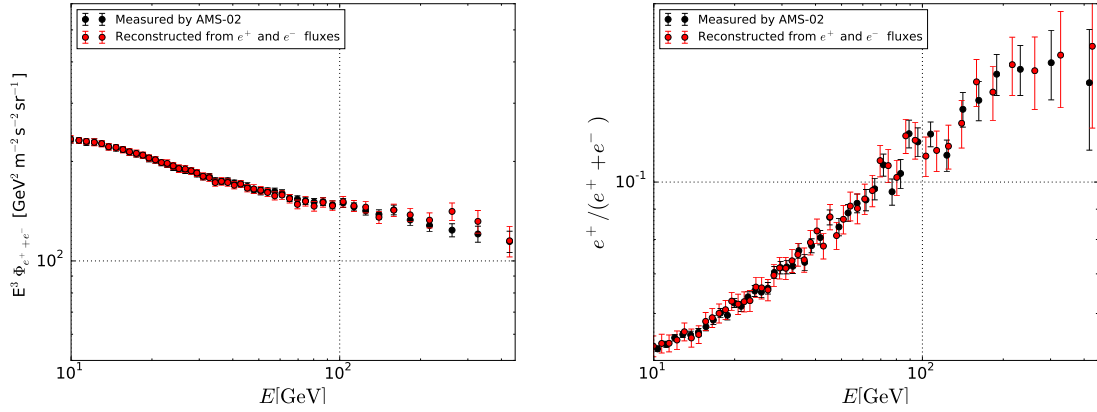 Measured by AMS-02
Reconstructed from e⁺ and e⁻ fluxes
E³ Φ_{e⁺+e⁻} [GeV² m⁻² s⁻² sr⁻¹]
10²
10¹ 10² 
E[GeV]
Measured by AMS-02
Reconstructed from e⁺ and e⁻ fluxes
e⁺/(e⁺+e⁻)
10⁻¹
10¹ 10²
E[GeV]